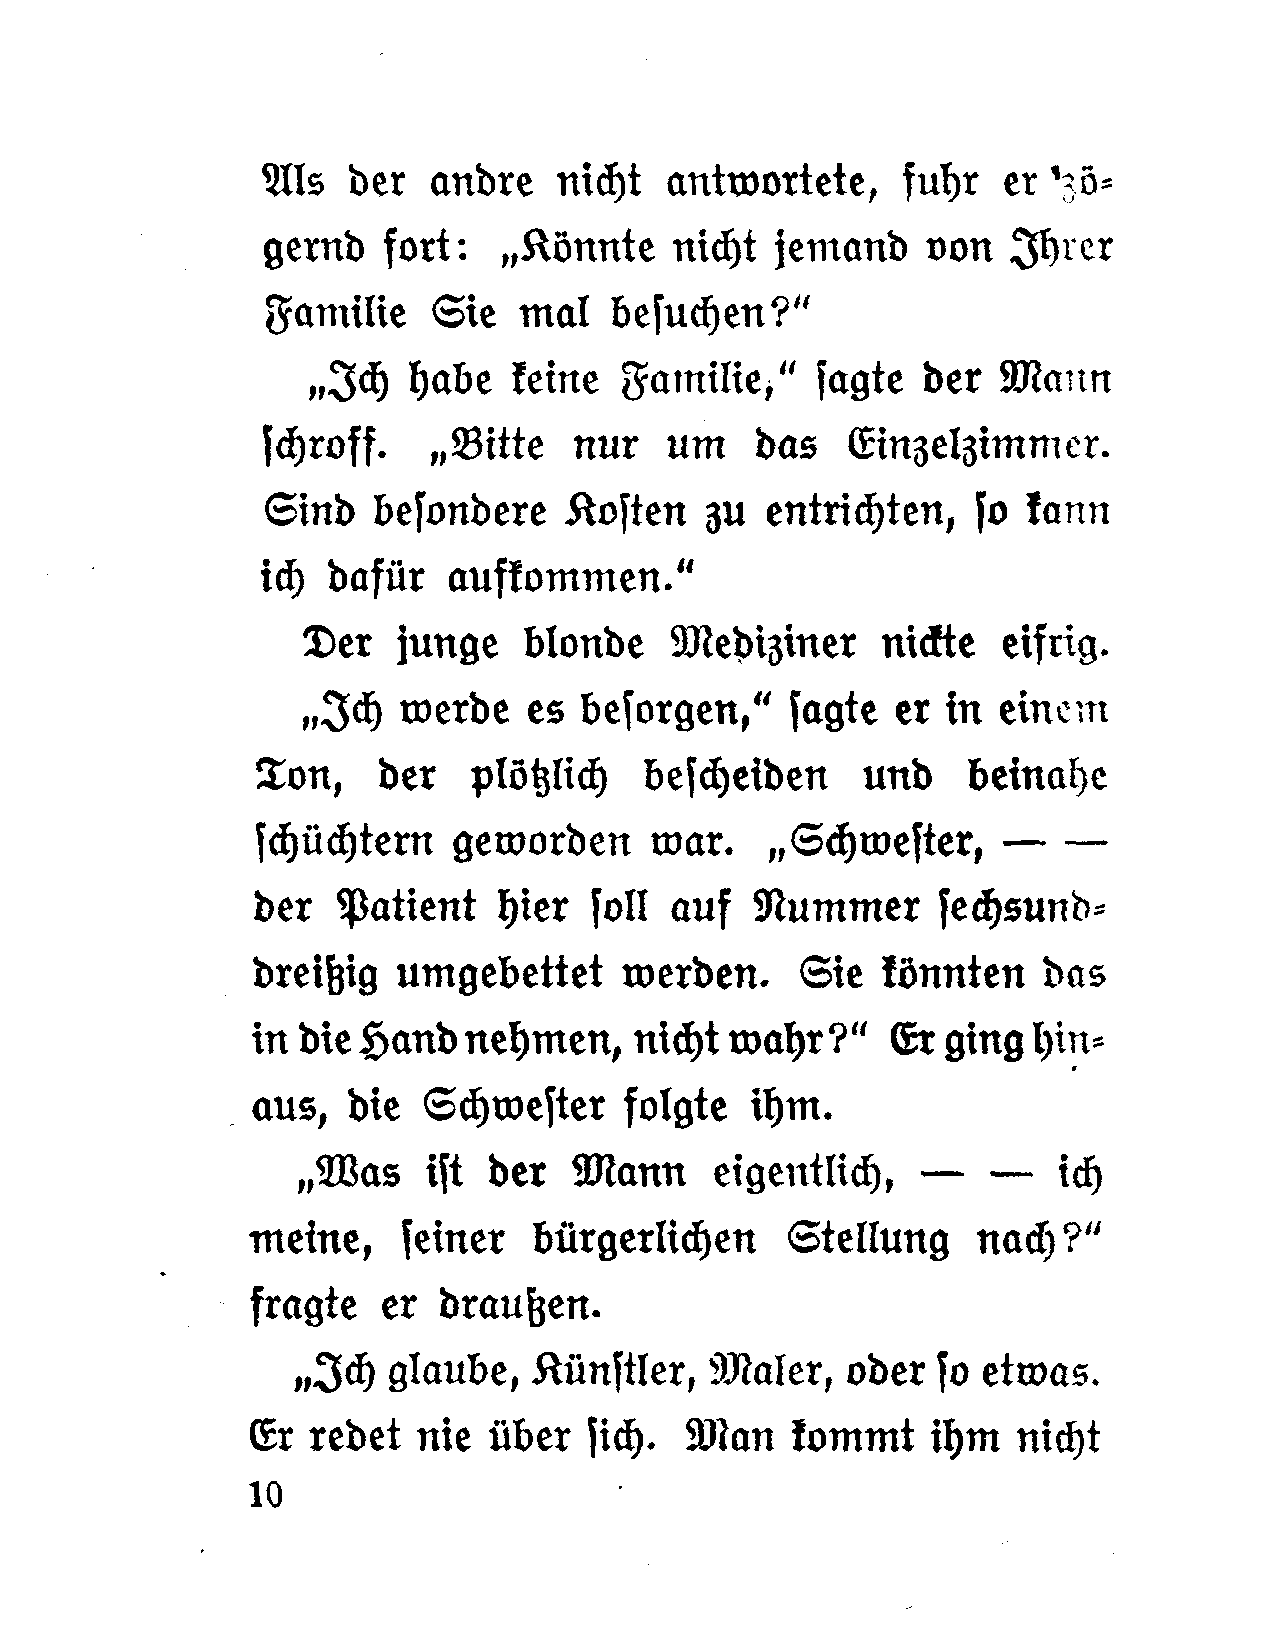 Als der andre nicht antwortete, fuhr er zö-
gernd fort: „Könnte nicht jemand von Ihrer
Familie Sie mal besuchen?"
„Ich habe keine Familie," sagte der Mann
schroff. „Bitte nur um das Einzelzimmer.
Sind besondere Kosten zu entrichten, so kann
ich dafür aufkommen."
Der junge blonde Mediziner nickte eifrig.
„Ich werde es besorgen," sagte er in einem
Ton, der plötzlich bescheiden und beinahe
schüchtern geworden war. „Schwester, — —
der Patient hier soll auf Nummer sechsund-
dreißig umgebettet werden. Sie könnten das
in die Hand nehmen, nicht wahr?" Er ging hin-
aus, die Schwester folgte ihm.
„Was ist der Mann eigentlich, — — ich
meine, seiner bürgerlichen Stellung nach?"
fragte er draußen.
„Ich glaube, Künstler, Maler, oder so etwas.
Er redet nie über sich. Man kommt ihm nicht
10